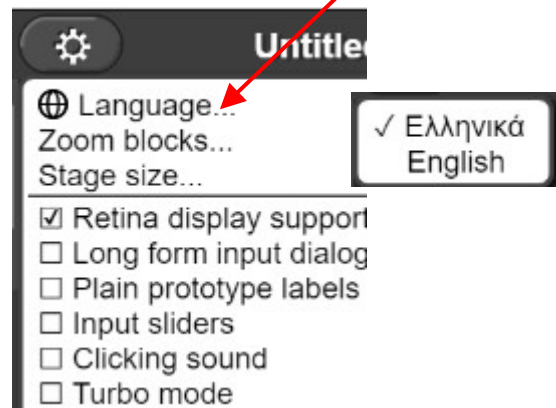 Untitle
Language...
Zoom blocks...
Stage size...
☑ Retina display support
☐ Long form input dialog
☐ Plain prototype labels
☐ Input sliders
☐ Clicking sound
☐ Turbo mode
✓ Ελληνικά
English